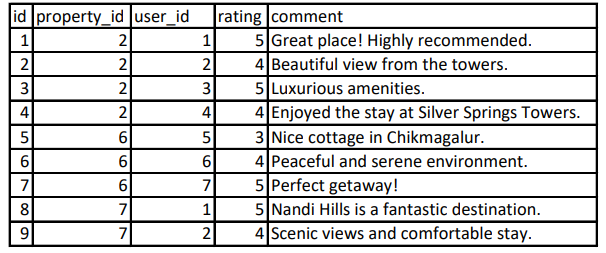 id property_id user_id rating comment
1 2 1 5 Great place! Highly recommended.
2 2 2 4 Beautiful view from the towers.
3 2 3 5 Luxurious amenities.
4 2 4 4 Enjoyed the stay at Silver Springs Towers.
5 6 5 3 Nice cottage in Chikmagalur.
6 6 6 4 Peaceful and serene environment.
7 6 7 5 Perfect getaway!
8 7 1 5 Nandi Hills is a fantastic destination.
9 7 2 4 Scenic views and comfortable stay.